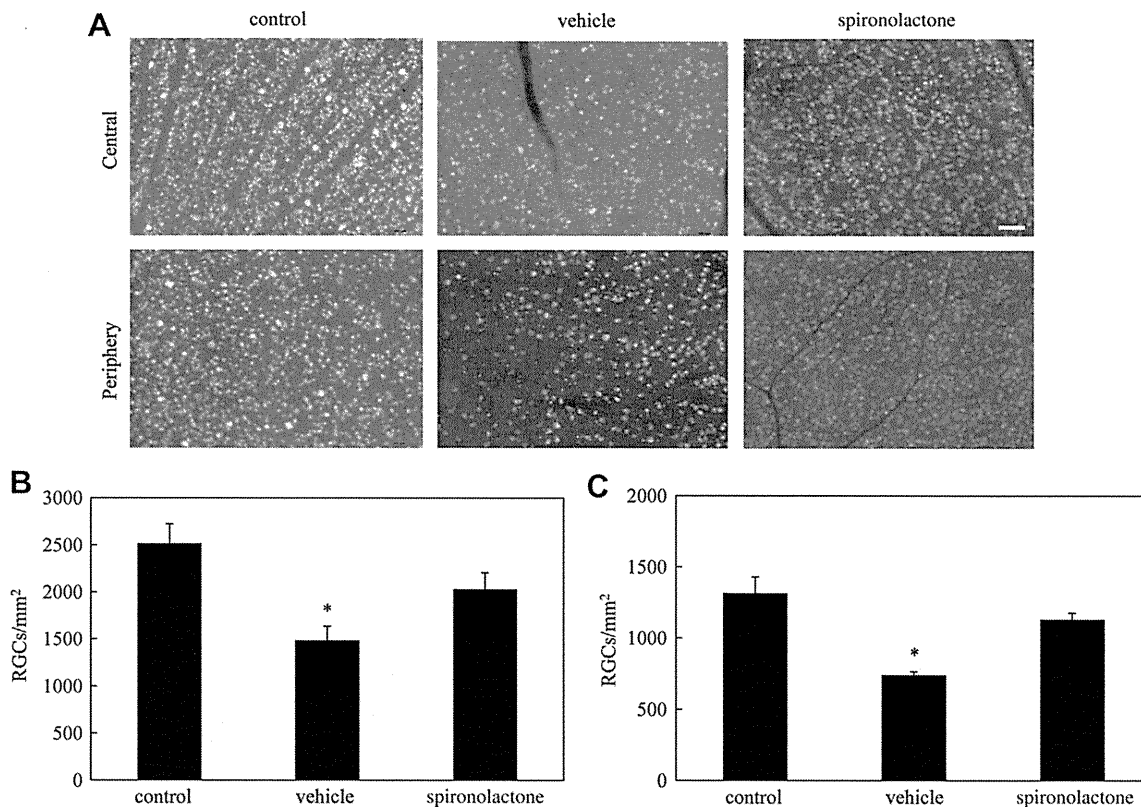 A
control
vehicle
spironolactone
Central
Periphery
B
3000
2500
2000
1500
1000
500
0
RGCs/mm²
*
control
vehicle
spironolactone
C
2000
1500
1000
500
0
RGCs/mm²
*
control
vehicle
spironolactone